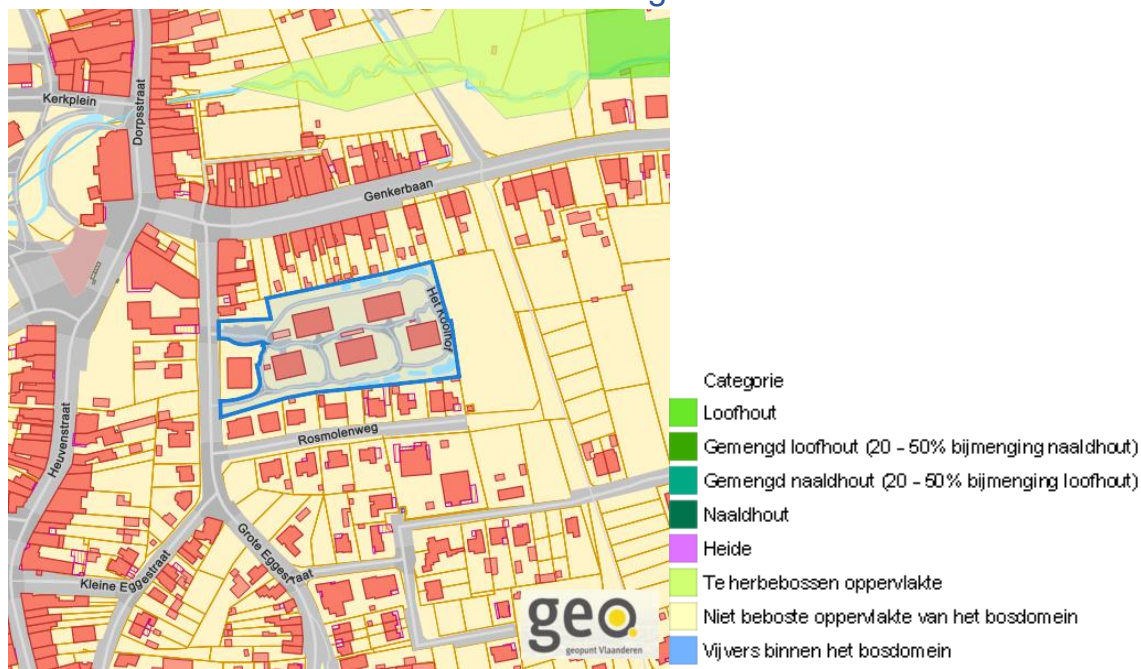 Kerkplein
Dorpsstraat
Genkerbaan
Het Koolhof
Heuvenstraat
Rosmolenweg
Grote Eggestraat
Kleine Eggestraat
geo
geopunt Vlaanderen
Categorie
Loofhout
Gemengd loofhout (20 - 50% bijmenging naaldhout)
Gemengd naaldhout (20 - 50% bijmenging loofhout)
Naaldhout
Heide
Te herbebossen oppervlakte
Niet beboste oppervlakte van het bosdomein
Vijvers binnen het bosdomein